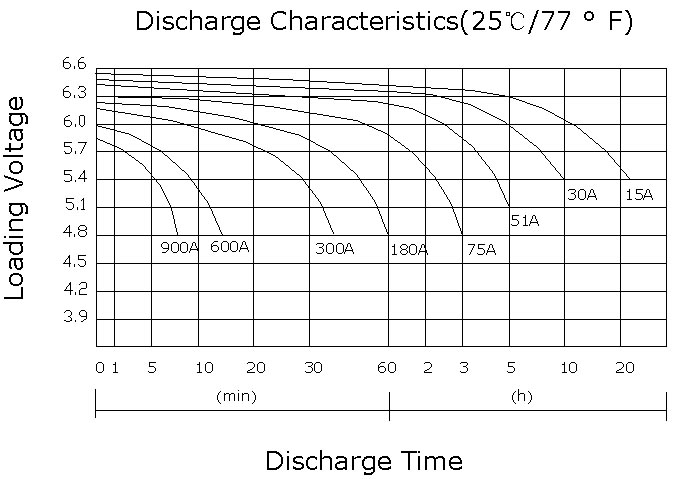 Discharge Characteristics(25℃/77 ° F)
Loading Voltage
6.6
6.3
6.0
5.7
5.4
5.1
4.8
4.5
4.2
3.9
900A
600A
300A
180A
75A
51A
30A
15A
0 1 5 10 20 30 60 2 3 5 10 20
(min) (h)
Discharge Time